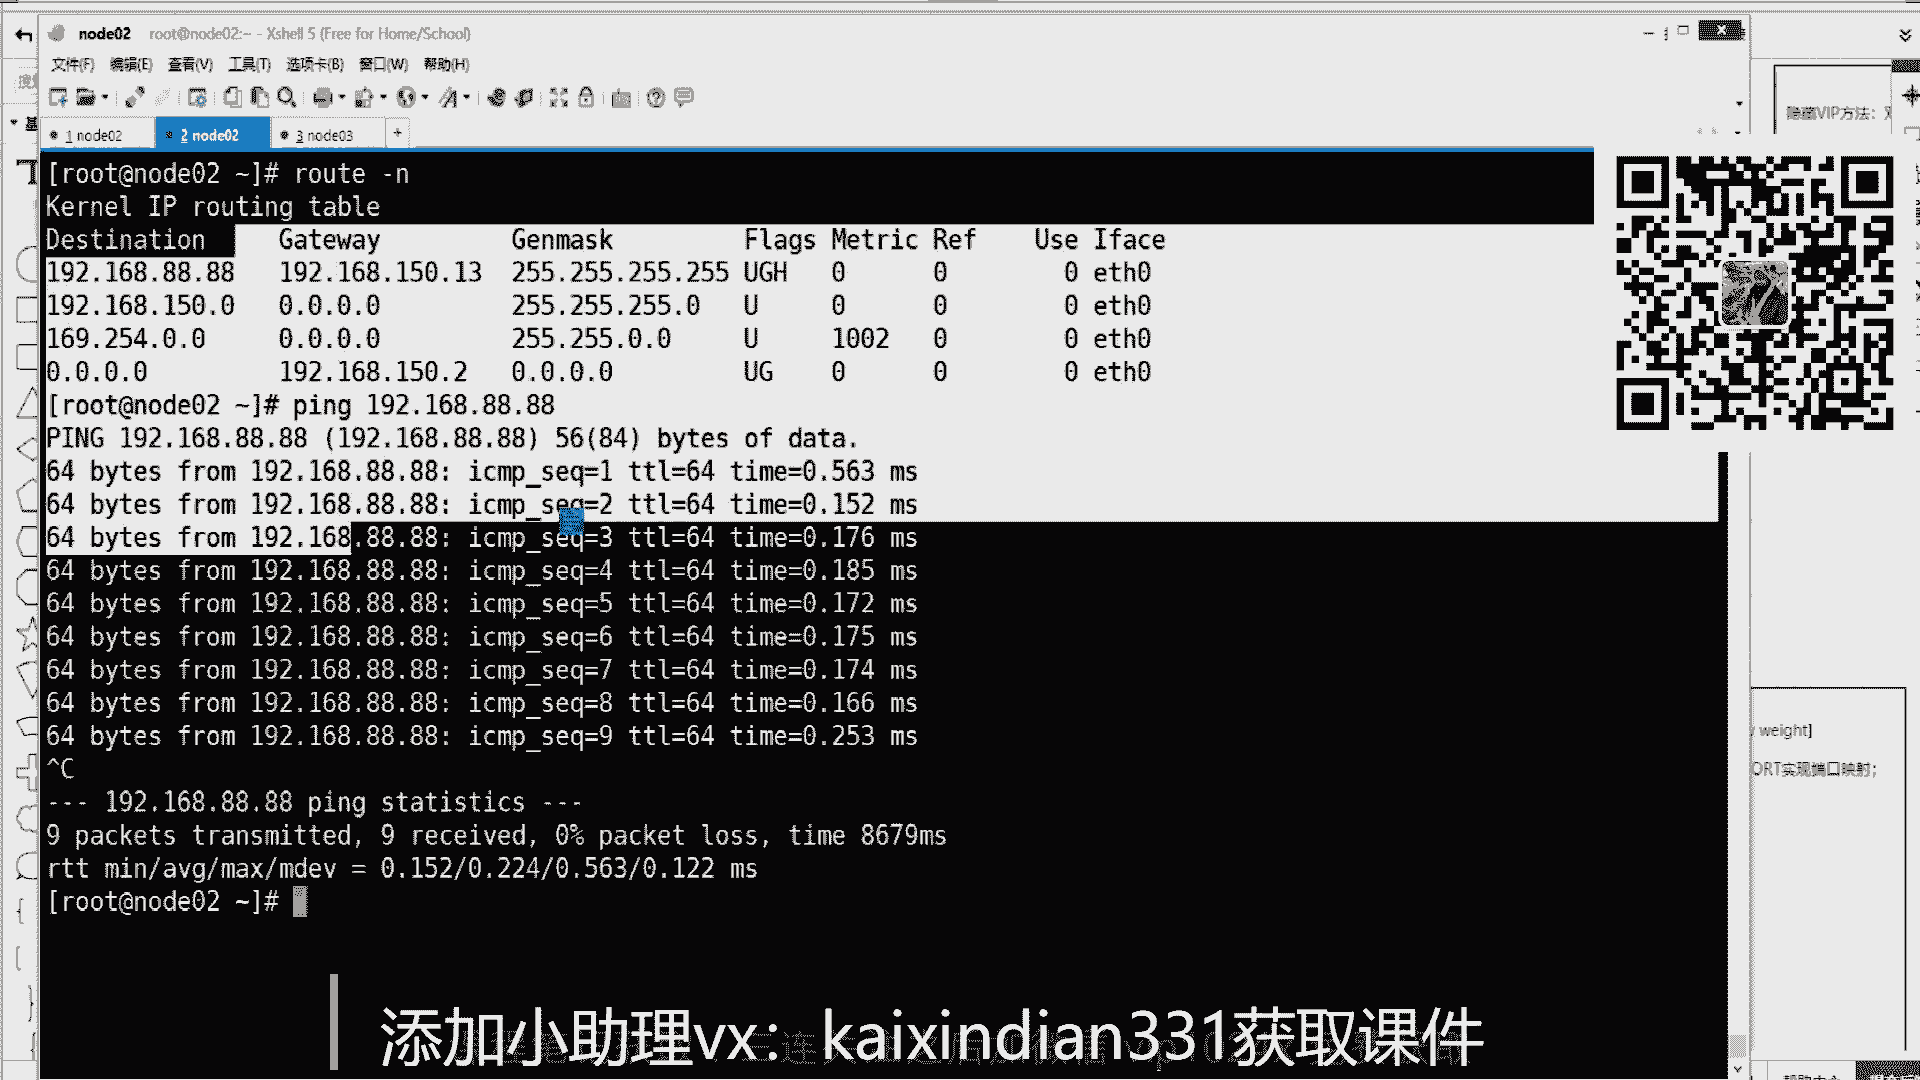 node02 root@node02:~ - Xshell 5 (Free for Home/School)
文件(F) 编辑(E) 查看(V) 工具(T) 选项卡(B) 窗口(W) 帮助(H)
1 node02 2 node02 3 node03 +
隐藏VIP方法：
[root@node02 ~]# route -n
Kernel IP routing table
Destination Gateway Genmask Flags Metric Ref Use Iface
192.168.88.88 192.168.150.13 255.255.255.255 UGH 0 0 0 eth0
192.168.150.0 0.0.0.0 255.255.255.0 U 0 0 0 eth0
169.254.0.0 0.0.0.0 255.255.0.0 U 1002 0 0 eth0
0.0.0.0 192.168.150.2 0.0.0.0 UG 0 0 0 eth0
[root@node02 ~]# ping 192.168.88.88
PING 192.168.88.88 (192.168.88.88) 56(84) bytes of data.
64 bytes from 192.168.88.88: icmp_seq=1 ttl=64 time=0.563 ms
64 bytes from 192.168.88.88: icmp_seq=2 ttl=64 time=0.152 ms
64 bytes from 192.168.88.88: icmp_seq=3 ttl=64 time=0.176 ms
64 bytes from 192.168.88.88: icmp_seq=4 ttl=64 time=0.185 ms
64 bytes from 192.168.88.88: icmp_seq=5 ttl=64 time=0.172 ms
64 bytes from 192.168.88.88: icmp_seq=6 ttl=64 time=0.175 ms
64 bytes from 192.168.88.88: icmp_seq=7 ttl=64 time=0.174 ms
64 bytes from 192.168.88.88: icmp_seq=8 ttl=64 time=0.166 ms
64 bytes from 192.168.88.88: icmp_seq=9 ttl=64 time=0.253 ms
^C
--- 192.168.88.88 ping statistics ---
9 packets transmitted, 9 received, 0% packet loss, time 8679ms
rtt min/avg/max/mdev = 0.152/0.224/0.563/0.122 ms
[root@node02 ~]#
weight]
ORT实现端口映射；
添加小助理vx：kaixindian331获取课件